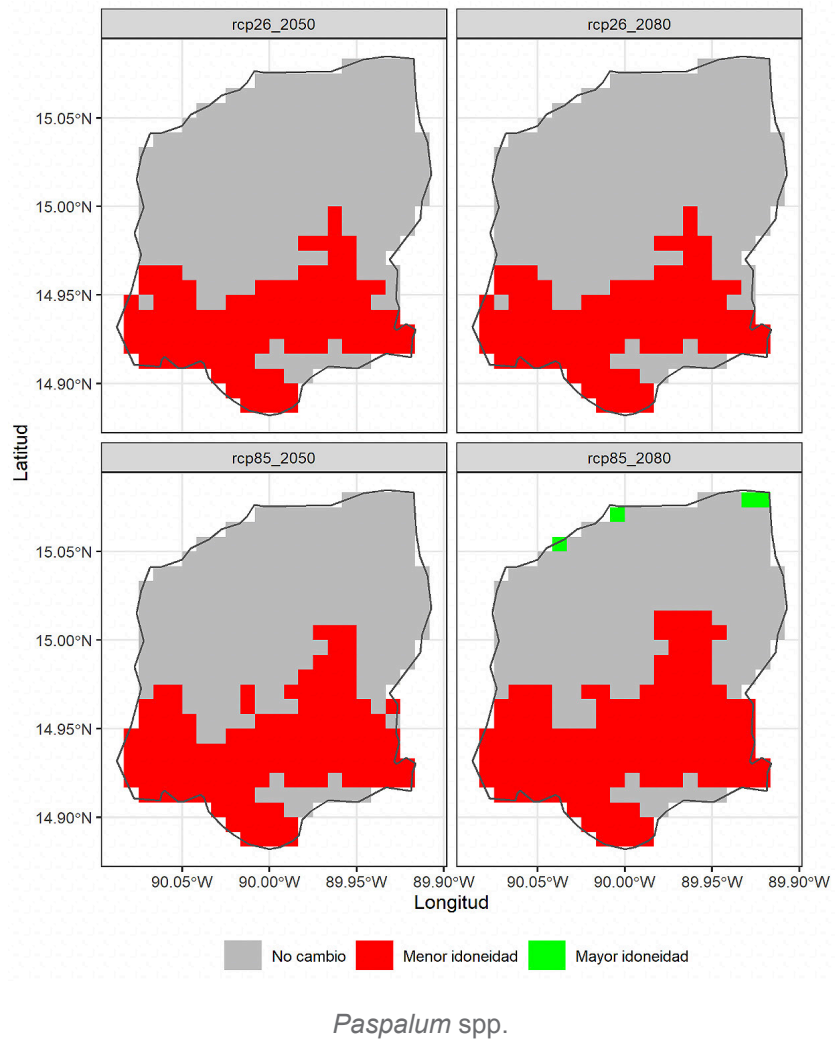 rcp26_2050
rcp26_2080
15.05°N
15.00°N
14.95°N
14.90°N
rcp85_2050
rcp85_2080
15.05°N
15.00°N
14.95°N
14.90°N
Latitud
90.05°W 90.00°W 89.95°W 89.90°W 90.05°W 90.00°W 89.95°W 89.90°W
Longitud
No cambio Menor idoneidad Mayor idoneidad
Paspalum spp.